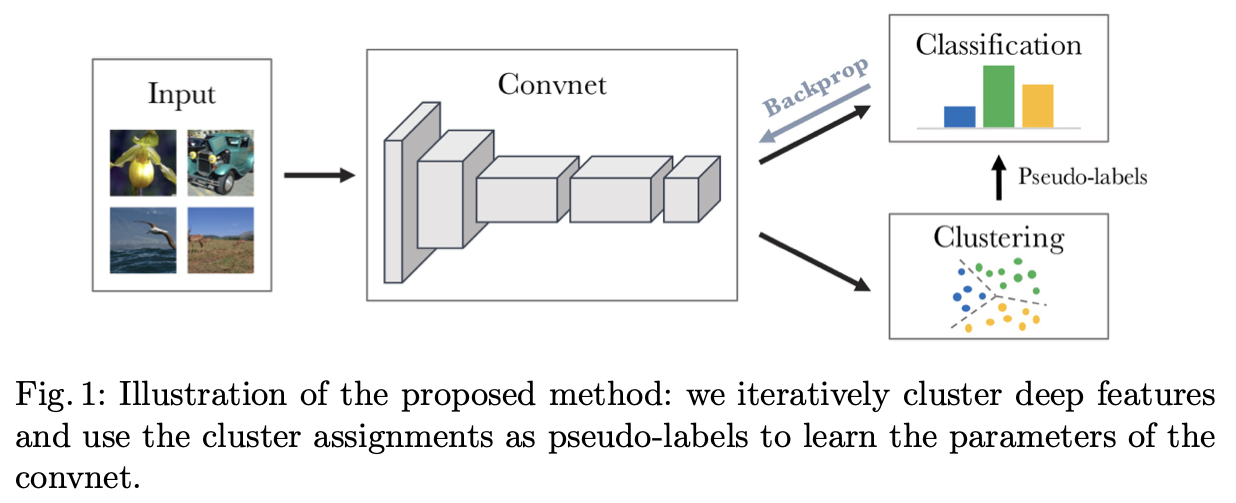 Input
Convnet
Backprop
Classification
Pseudo-labels
Clustering
Fig. 1: Illustration of the proposed method: we iteratively cluster deep features
and use the cluster assignments as pseudo-labels to learn the parameters of the
convnet.